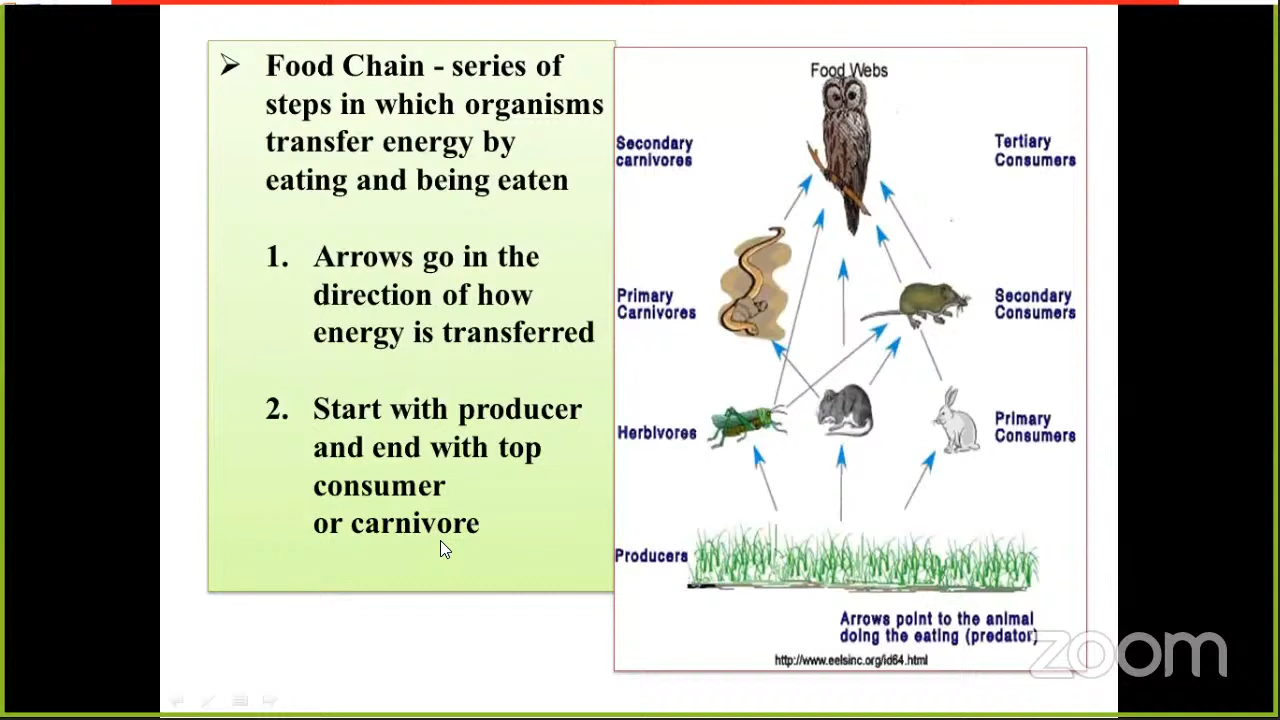 Food Chain - series of
steps in which organisms
transfer energy by
eating and being eaten
1. Arrows go in the
direction of how
energy is transferred
2. Start with producer
and end with top
consumer
or carnivore
Food Webs
Secondary
carnivores
Tertiary
Consumers
Primary
Carnivores
Secondary
Consumers
Herbivores
Primary
Consumers
Producers
Arrows point to the animal
doing the eating (predator)
http://www.eelsinc.org/id64.html
zoom